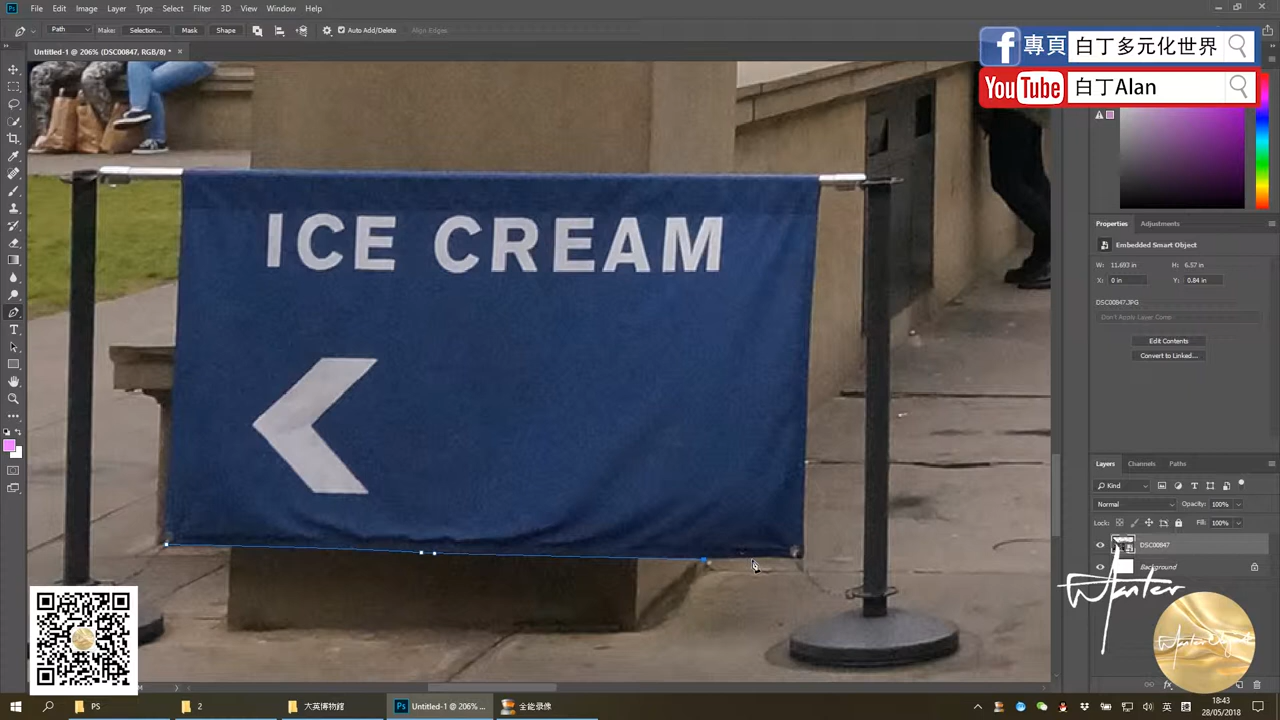 File
Edit
Image
Layer
Type
Select
Filter
3D
View
Window
Help
Path
Make:
Selection...
Mask
Shape
Auto Add/Delete
Align Edges
Untitled-1 @ 206% (DSC00847, RGB/8) *
專頁
白丁多元化世界
YouTube
白丁Alan
ICE CREAM
Properties
Adjustments
Embedded Smart Object
W: 11.693 in
H: 6.57 in
X: 0 in
Y: 0.84 in
DSC00847.JPG
Don't Apply Layer Comp
Edit Contents
Convert to Linked...
Layers
Channels
Paths
Kind
Normal
Opacity: 100%
Lock:
Fill: 100%
DSC00847
Background
PS
2
大英博物館
Untitled-1 @ 206% (...
全能录像
18:43
28/05/2018